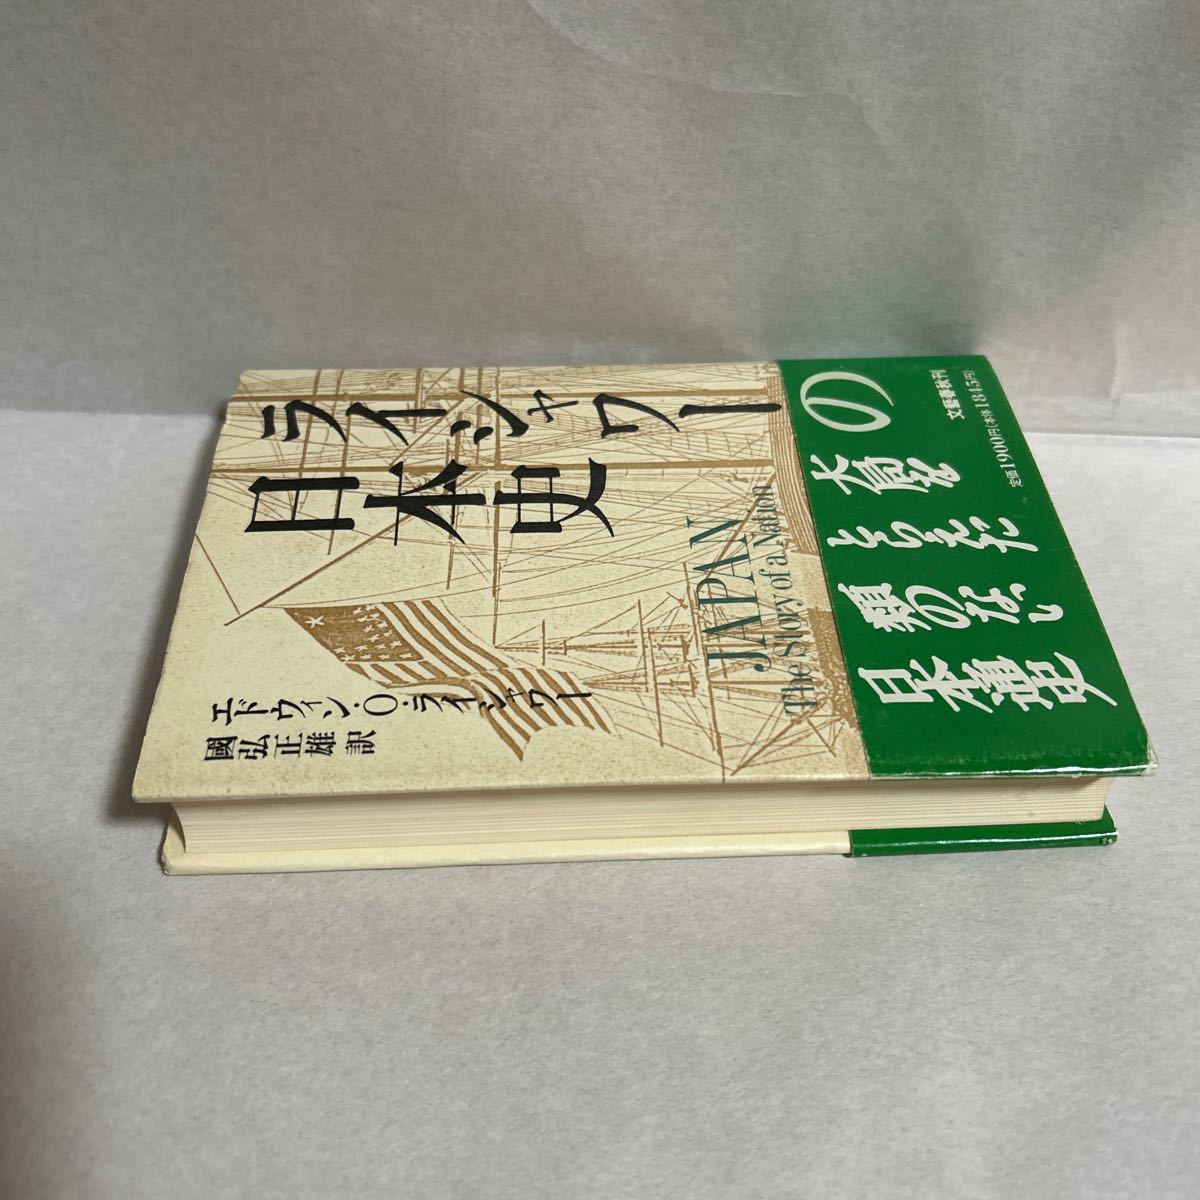 ライシャワー
日本史
JAPAN
The Story of a Nation
エドウィン・O・ライシャワー
國弘正雄 訳
の
大局を
とらえた
類のない
日本通史
文藝春秋刊
定価1900円(本体1845円)